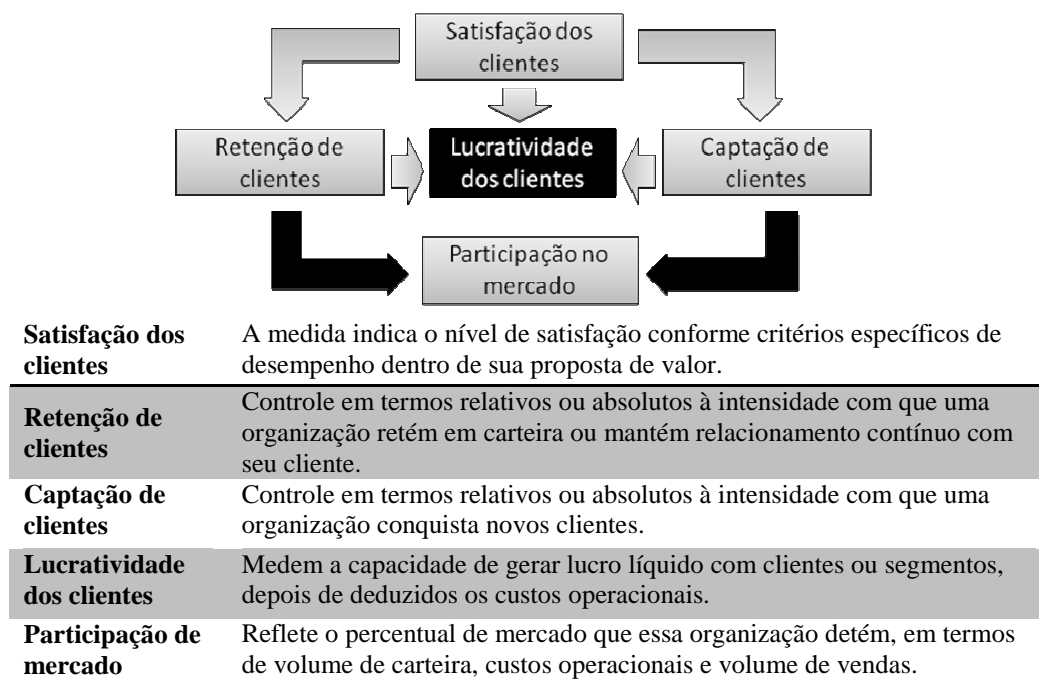 Satisfação dos
clientes
Retenção de
clientes
Lucratividade
dos clientes
Captação de
clientes
Participação no
mercado
Satisfação dos
clientes
A medida indica o nível de satisfação conforme critérios específicos de
desempenho dentro de sua proposta de valor.
Retenção de
clientes
Controle em termos relativos ou absolutos à intensidade com que uma
organização retém em carteira ou mantém relacionamento contínuo com
seu cliente.
Captação de
clientes
Controle em termos relativos ou absolutos à intensidade com que uma
organização conquista novos clientes.
Lucratividade
dos clientes
Medem a capacidade de gerar lucro líquido com clientes ou segmentos,
depois de deduzidos os custos operacionais.
Participação de
mercado
Reflete o percentual de mercado que essa organização detém, em termos
de volume de carteira, custos operacionais e volume de vendas.